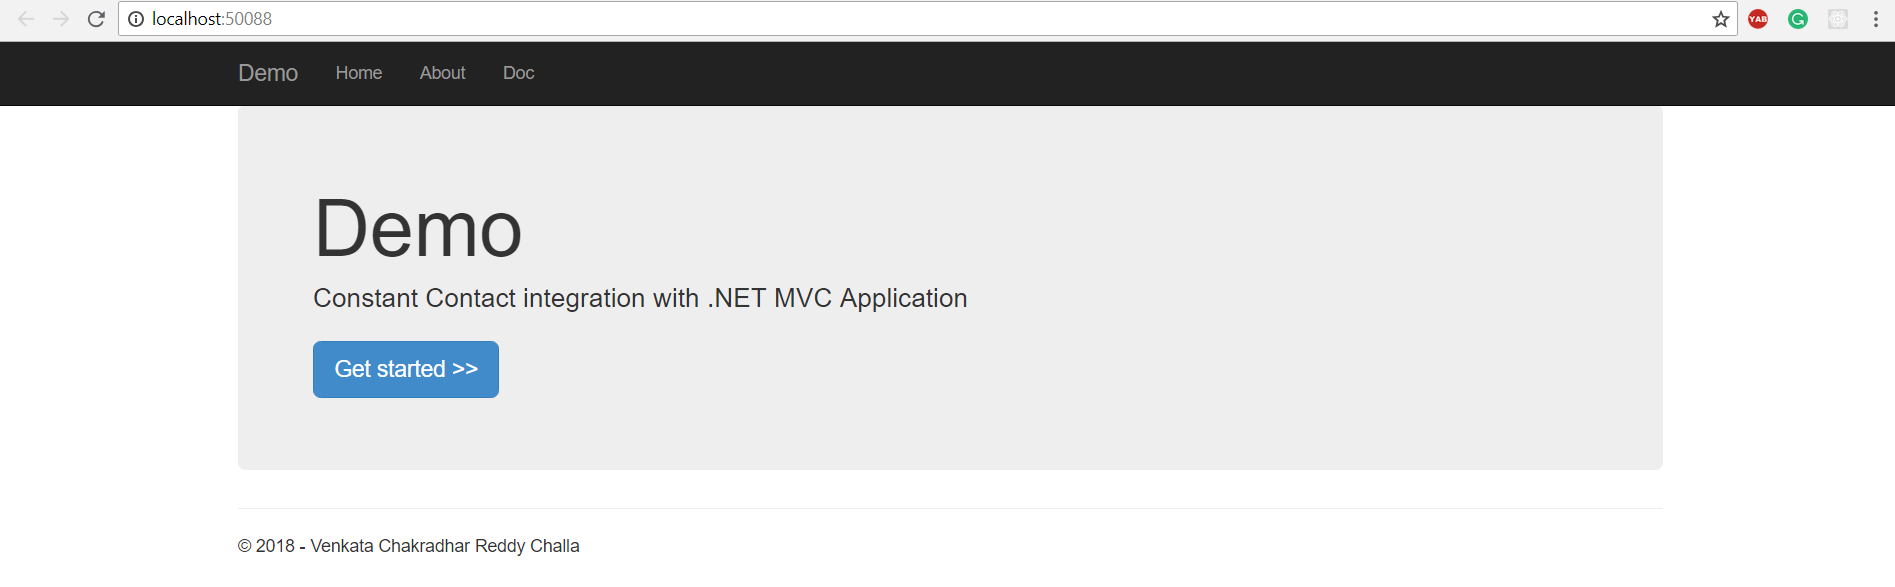 localhost:50088
YAB
Demo Home About Doc
Demo
Constant Contact integration with .NET MVC Application
Get started >>
© 2018 - Venkata Chakradhar Reddy Challa